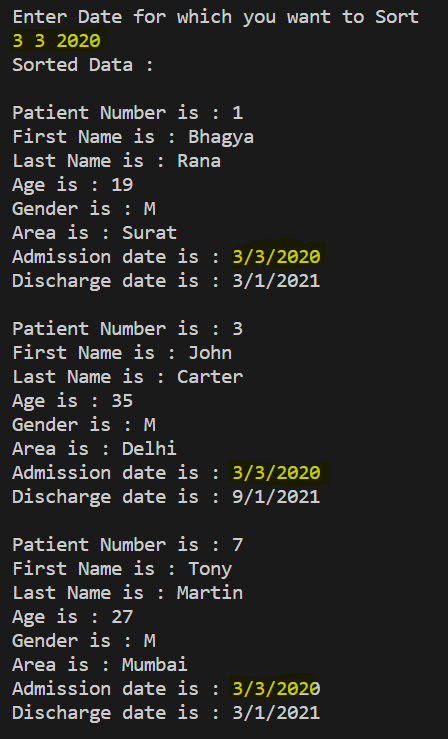 Enter Date for which you want to Sort
3 3 2020
Sorted Data :
Patient Number is : 1
First Name is : Bhagya
Last Name is : Rana
Age is : 19
Gender is : M
Area is : Surat
Admission date is : 3/3/2020
Discharge date is : 3/1/2021
Patient Number is : 3
First Name is : John
Last Name is : Carter
Age is : 35
Gender is : M
Area is : Delhi
Admission date is : 3/3/2020
Discharge date is : 9/1/2021
Patient Number is : 7
First Name is : Tony
Last Name is : Martin
Age is : 27
Gender is : M
Area is : Mumbai
Admission date is : 3/3/2020
Discharge date is : 3/1/2021